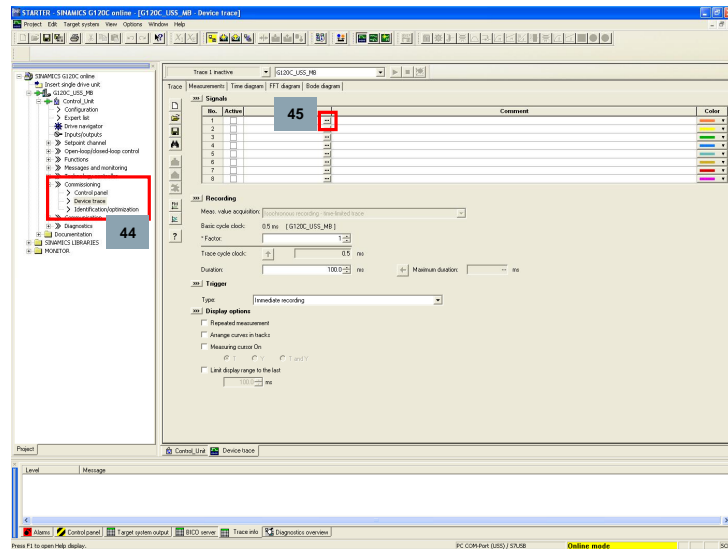 STARTER - SINAMICS G120C online - [G120C_USS_MB - Device trace]
Project Edit Target system View Options Window Help
Trace 1 inactive
G120C_USS_MB
Trace Measurements Time diagram FFT diagram Bode diagram
SINAMICS G120C online
Insert single drive unit
G120C_USS_MB
Control_Unit
Configuration
Expert list
Drive navigator
Inputs/outputs
Setpoint channel
Open-loop/closed-loop control
Functions
Messages and monitoring
Commissioning
Control panel
Device trace
Identification/optimization
Diagnostics
Documentation
SINAMICS LIBRARIES
MONITOR
44
Signals
No. Active Comment Color
45
1
2
3
4
5
6
7
8
Recording
Meas. value acquisition:
Basic cycle clock: 0.5 ms [G120C_USS_MB]
* Factor: 1
Trace cycle clock: 0.5 ms
Duration: 100.0 ms Maximum duration: -- ms
Trigger
Type: Immediate recording
Display options
Repeated measurement
Arrange curves in tracks
Measuring cursor On
T Y T and Y
Limit display range to the last
100.0 ms
Project
Control_Unit Device trace
Level Message
Alarms Control panel Target system output BICO server Trace info Diagnostics overview
Press F1 to open Help display. PC COM-Port (USS) / S7USB Online mode